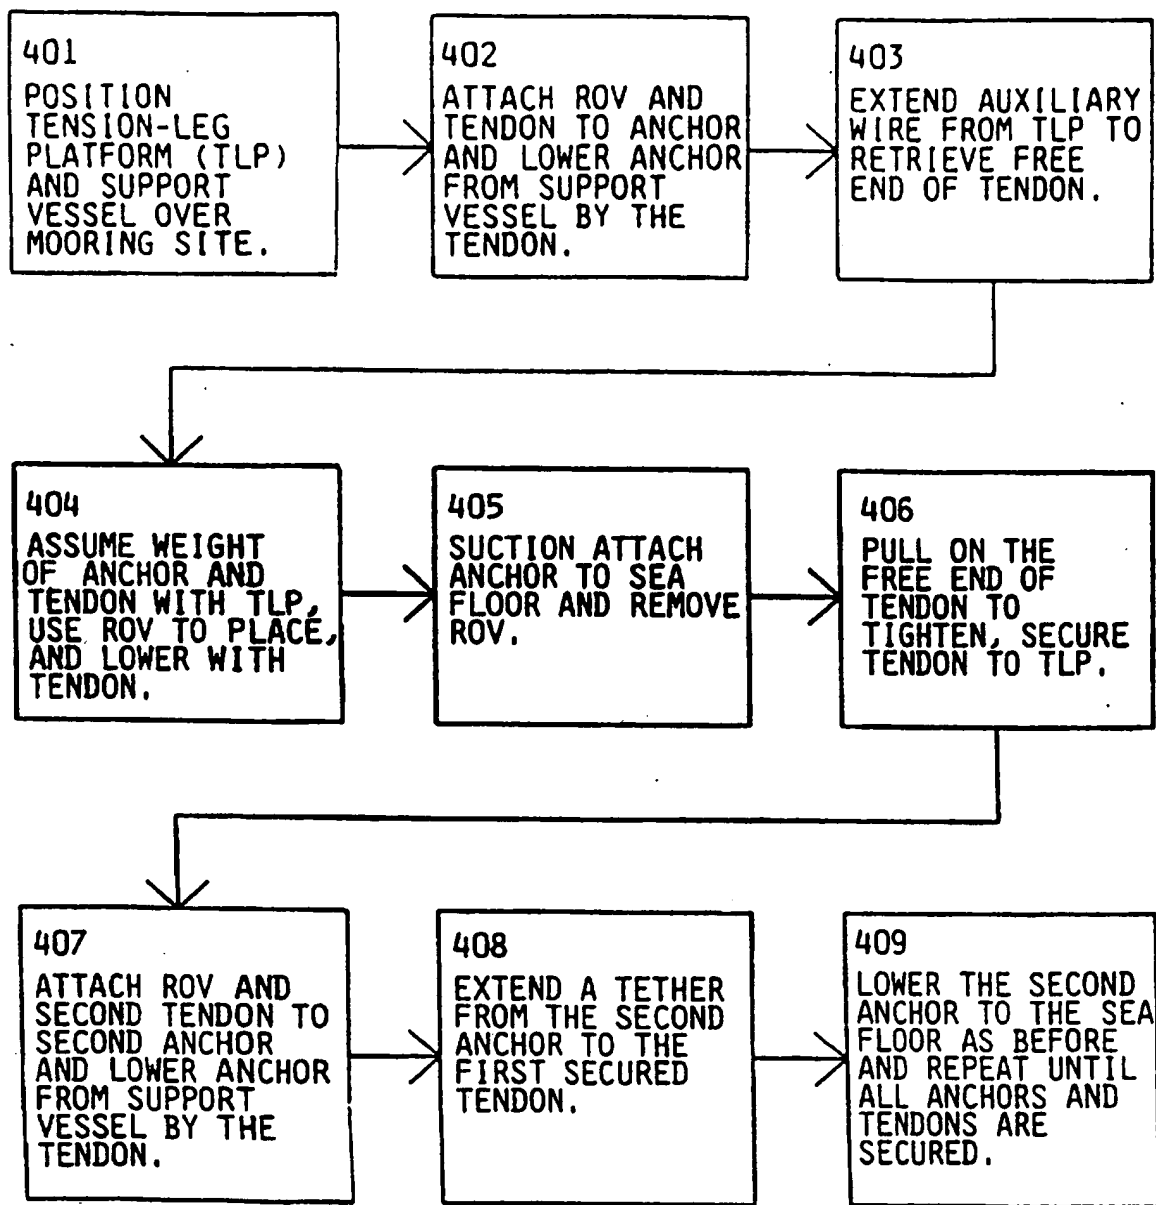 401
POSITION
TENSION-LEG
PLATFORM (TLP)
AND SUPPORT
VESSEL OVER
MOORING SITE.
402
ATTACH ROV AND
TENDON TO ANCHOR
AND LOWER ANCHOR
FROM SUPPORT
VESSEL BY THE
TENDON.
403
EXTEND AUXILIARY
WIRE FROM TLP TO
RETRIEVE FREE
END OF TENDON.
404
ASSUME WEIGHT
OF ANCHOR AND
TENDON WITH TLP,
USE ROV TO PLACE,
AND LOWER WITH
TENDON.
405
SUCTION ATTACH
ANCHOR TO SEA
FLOOR AND REMOVE
ROV.
406
PULL ON THE
FREE END OF
TENDON TO
TIGHTEN, SECURE
TENDON TO TLP.
407
ATTACH ROV AND
SECOND TENDON TO
SECOND ANCHOR
AND LOWER ANCHOR
FROM SUPPORT
VESSEL BY THE
TENDON.
408
EXTEND A TETHER
FROM THE SECOND
ANCHOR TO THE
FIRST SECURED
TENDON.
409
LOWER THE SECOND
ANCHOR TO THE SEA
FLOOR AS BEFORE
AND REPEAT UNTIL
ALL ANCHORS AND
TENDONS ARE
SECURED.